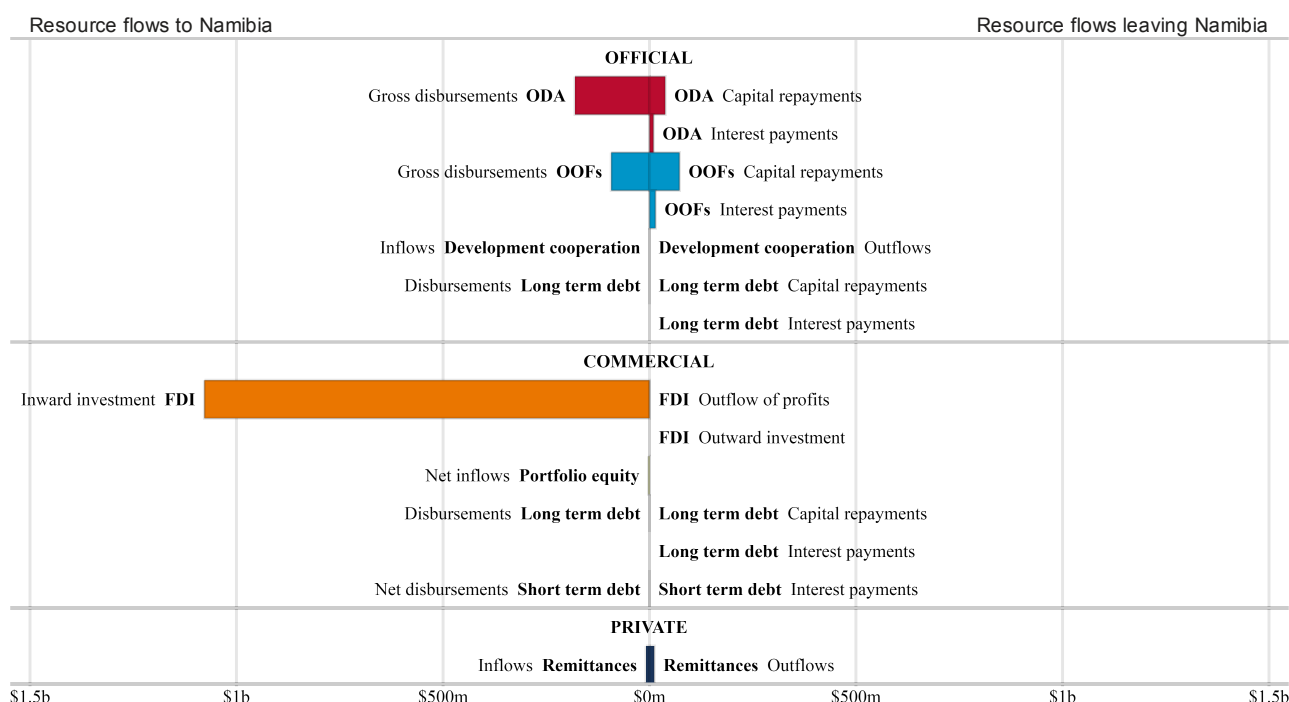 Resource flows to Namibia Resource flows leaving Namibia
OFFICIAL
Gross disbursements ODA ODA Capital repayments
ODA Interest payments
Gross disbursements OOFs OOFs Capital repayments
OOFs Interest payments
Inflows Development cooperation Development cooperation Outflows
Disbursements Long term debt Long term debt Capital repayments
Long term debt Interest payments
COMMERCIAL
Inward investment FDI FDI Outflow of profits
FDI Outward investment
Net inflows Portfolio equity
Disbursements Long term debt Long term debt Capital repayments
Long term debt Interest payments
Net disbursements Short term debt Short term debt Interest payments
PRIVATE
Inflows Remittances Remittances Outflows
$1.5b $1b $500m $0m $500m $1b $1.5b